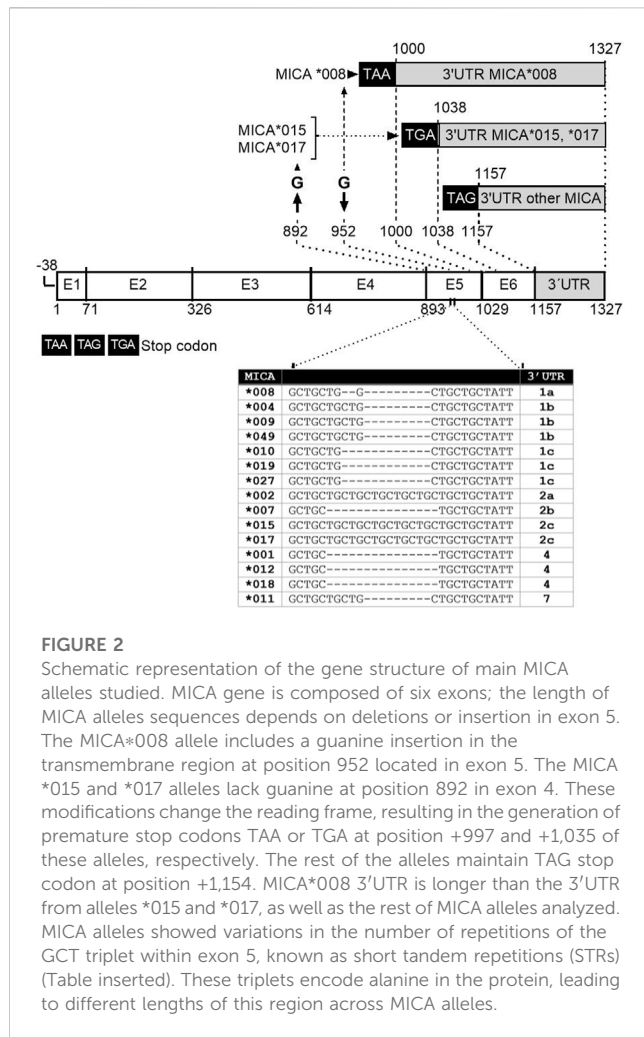 1000 1327
MICA *008 TAA 3'UTR MICA*008
1038
MICA*015 TGA 3'UTR MICA*015, *017
MICA*017
1157
G G TAG 3'UTR other MICA
892 952 1000 1038 1157
-38
E1 E2 E3 E4 E5 E6 3´UTR
1 71 326 614 893 1029 1157 1327
TAA TAG TGA Stop codon
MICA 3'UTR
*008 GCTGCTG--G---------CTGCTGCTATT 1a
*004 GCTGCTGCTG---------CTGCTGCTATT 1b
*009 GCTGCTGCTG---------CTGCTGCTATT 1b
*049 GCTGCTGCTG---------CTGCTGCTATT 1b
*010 GCTGCTG------------CTGCTGCTATT 1c
*019 GCTGCTG------------CTGCTGCTATT 1c
*027 GCTGCTG------------CTGCTGCTATT 1c
*002 GCTGCTGCTGCTGCTGCTGCTGCTGCTATT 2a
*007 GCTGC---------------TGCTGCTATT 2b
*015 GCTGCTGCTGCTGCTGCTGCTGCTGCTATT 2c
*017 GCTGCTGCTGCTGCTGCTGCTGCTGCTATT 2c
*001 GCTGC---------------TGCTGCTATT 4
*012 GCTGC---------------TGCTGCTATT 4
*018 GCTGC---------------TGCTGCTATT 4
*011 GCTGCTGCTG---------CTGCTGCTATT 7
FIGURE 2
Schematic representation of the gene structure of main MICA
alleles studied. MICA gene is composed of six exons; the length of
MICA alleles sequences depends on deletions or insertion in exon 5.
The MICA*008 allele includes a guanine insertion in the
transmembrane region at position 952 located in exon 5. The MICA
*015 and *017 alleles lack guanine at position 892 in exon 4. These
modifications change the reading frame, resulting in the generation of
premature stop codons TAA or TGA at position +997 and +1,035 of
these alleles, respectively. The rest of the alleles maintain TAG stop
codon at position +1,154. MICA*008 3′UTR is longer than the 3′UTR
from alleles *015 and *017, as well as the rest of MICA alleles analyzed.
MICA alleles showed variations in the number of repetitions of the
GCT triplet within exon 5, known as short tandem repetitions (STRs)
(Table inserted). These triplets encode alanine in the protein, leading
to different lengths of this region across MICA alleles.